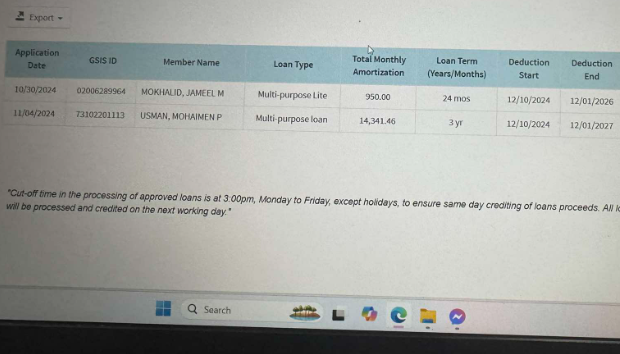 Export
Application Date GSIS ID Member Name Loan Type Total Monthly Amortization Loan Term (Years/Months) Deduction Start Deduction End
10/30/2024 02006289964 MOKHALID, JAMEEL M Multi-purpose Lite 950.00 24 mos 12/10/2024 12/01/2026
11/04/2024 73102201113 USMAN, MOHAIMEN P Multi-purpose loan 14,341.46 3 yr 12/10/2024 12/01/2027
"Cut-off time in the processing of approved loans is at 3:00pm, Monday to Friday, except holidays, to ensure same day crediting of loans proceeds. All
will be processed and credited on the next working day."
Search